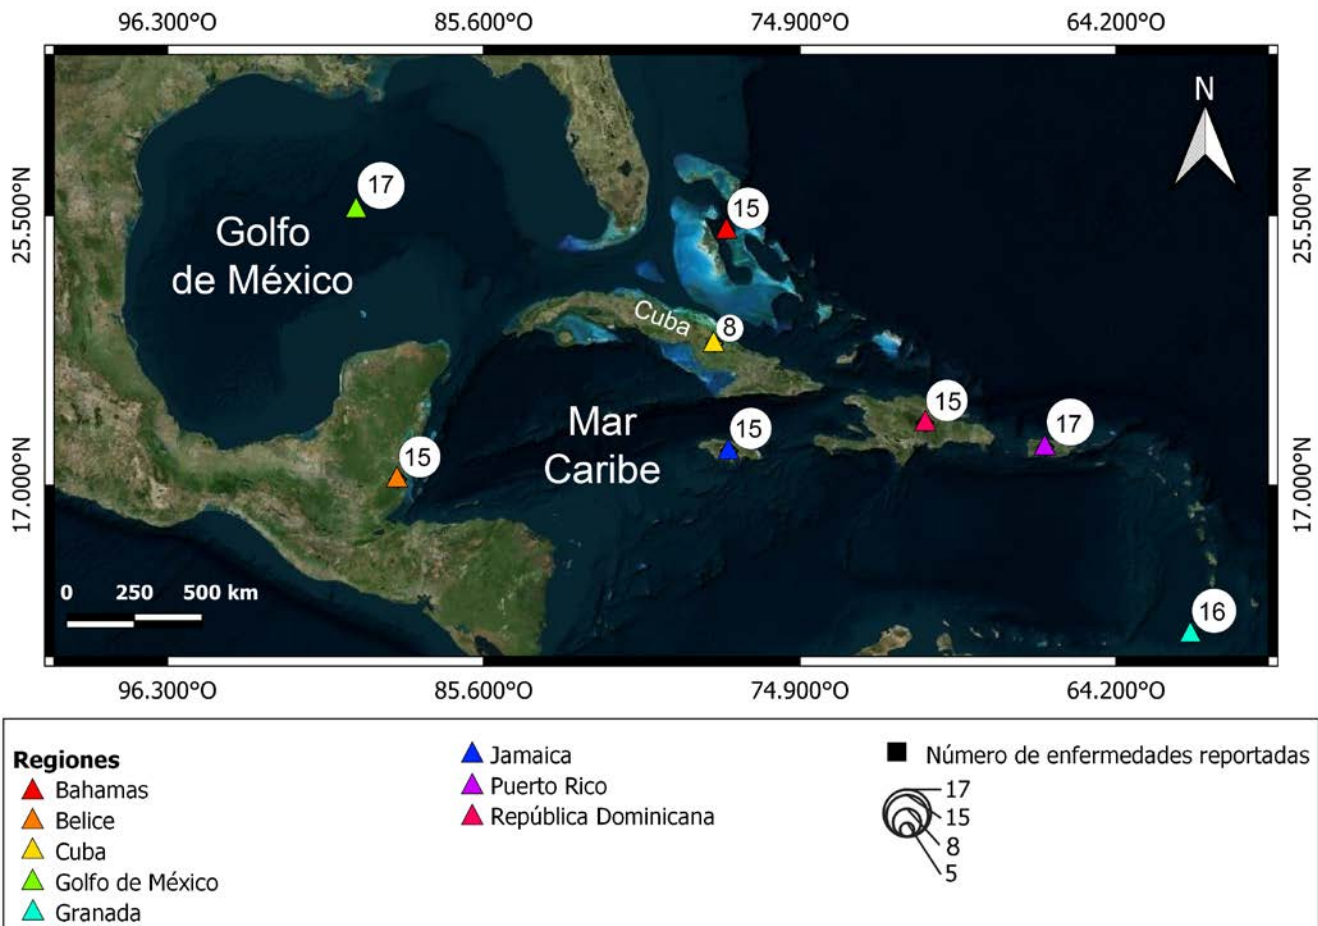 96.300°O 85.600°O 74.900°O 64.200°O
N
25.500°N
25.500°N
17
15
Golfo
de México
Cuba
8
Mar
Caribe
15
15
17
15
17.000°N
17.000°N
0 250 500 km
16
96.300°O 85.600°O 74.900°O 64.200°O
Regiones
Bahamas
Belice
Cuba
Golfo de México
Granada
Jamaica
Puerto Rico
República Dominicana
Número de enfermedades reportadas
17
15
8
5